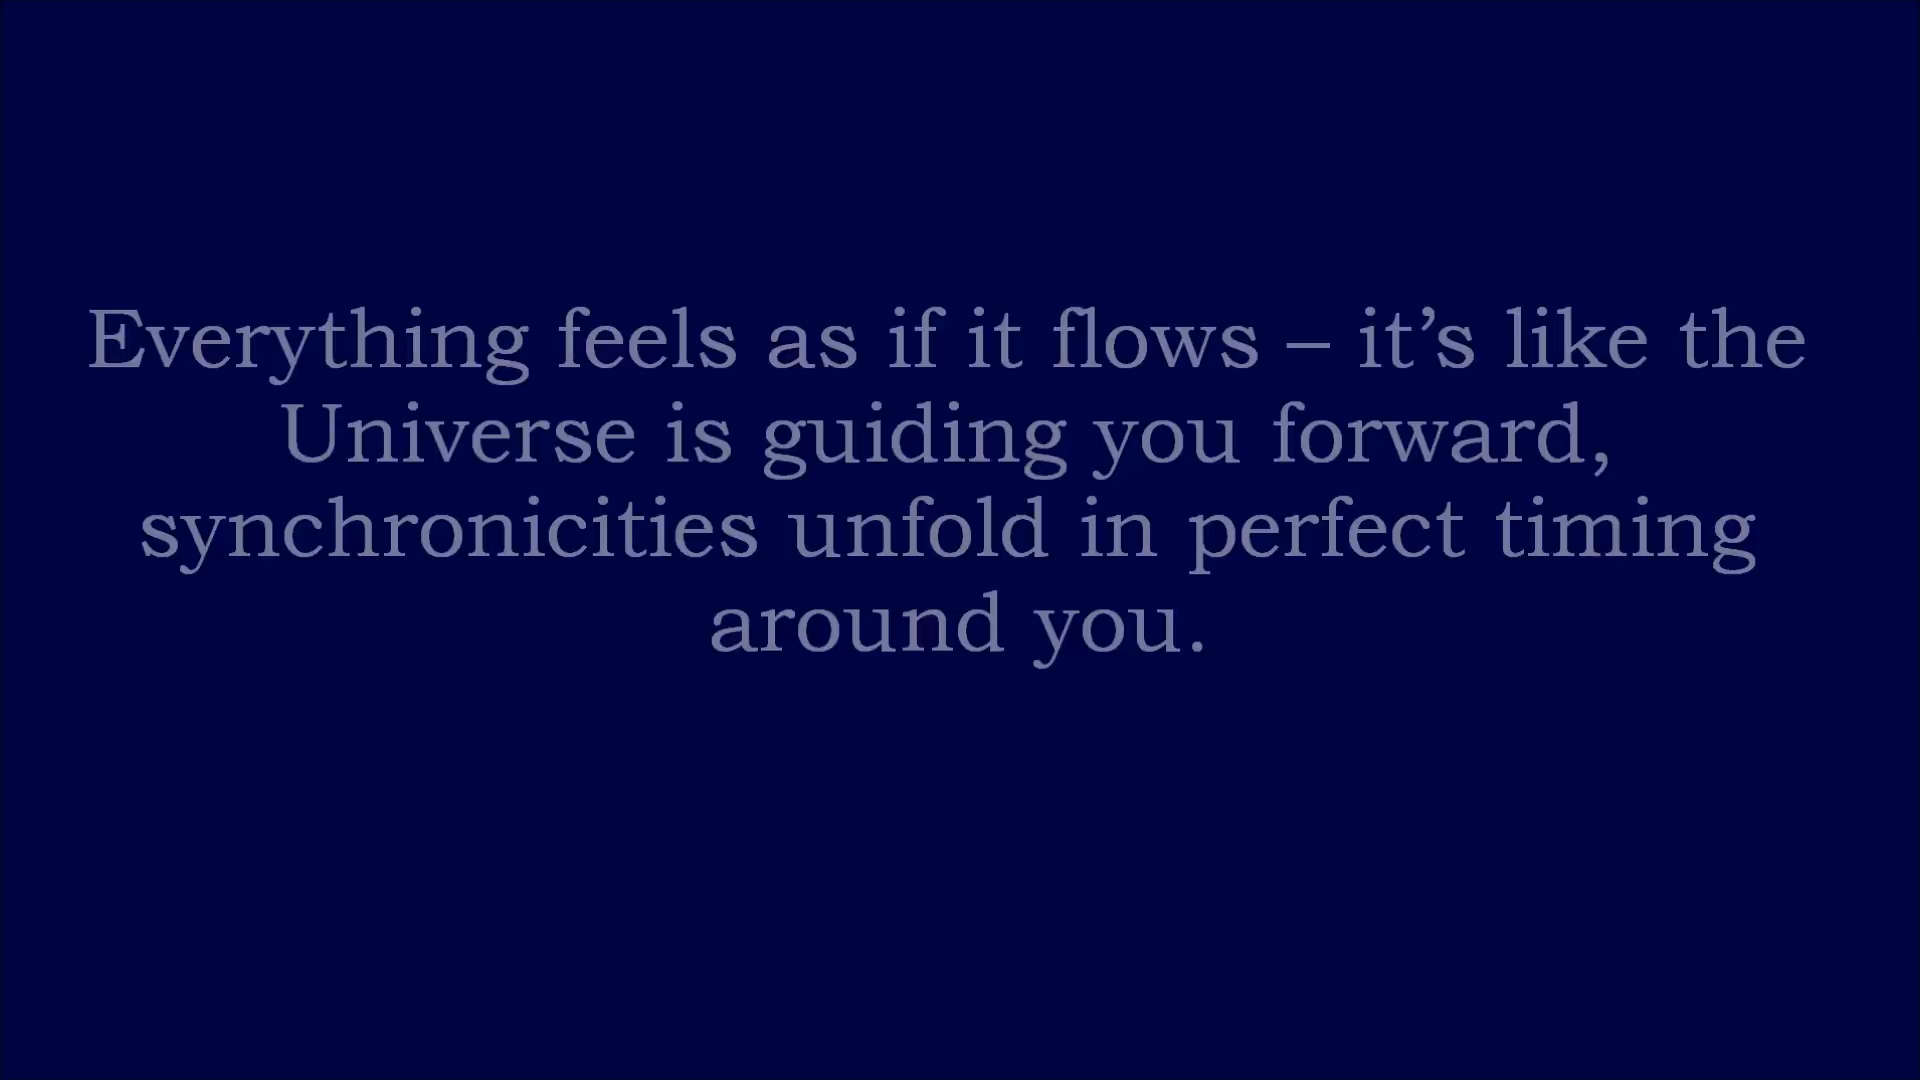 Everything feels as if it flows – it’s like the
Universe is guiding you forward,
synchronicities unfold in perfect timing
around you.